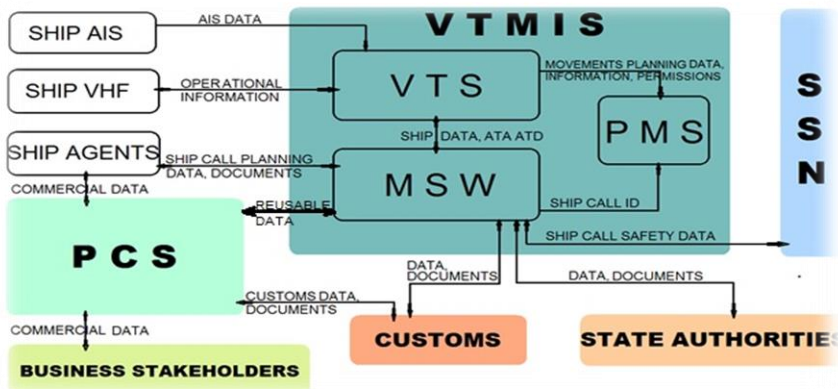 AIS DATA
VTMIS
SHIP AIS
VTS
MOVEMENTS PLANNING DATA,
INFORMATION, PERMISSIONS
SHIP VHF
OPERATIONAL
INFORMATION
SSN
PMS
SHIP DATA, ATA ATD
SHIP AGENTS
SHIP CALL PLANNING
DATA, DOCUMENTS
MSW
COMMERCIAL DATA
REUSABLE
DATA
SHIP CALL ID
SHIP CALL SAFETY DATA
PCS
DATA,
DOCUMENTS
DATA, DOCUMENTS
CUSTOMS DATA,
DOCUMENTS
COMMERCIAL DATA
CUSTOMS
STATE AUTHORITIES
BUSINESS STAKEHOLDERS